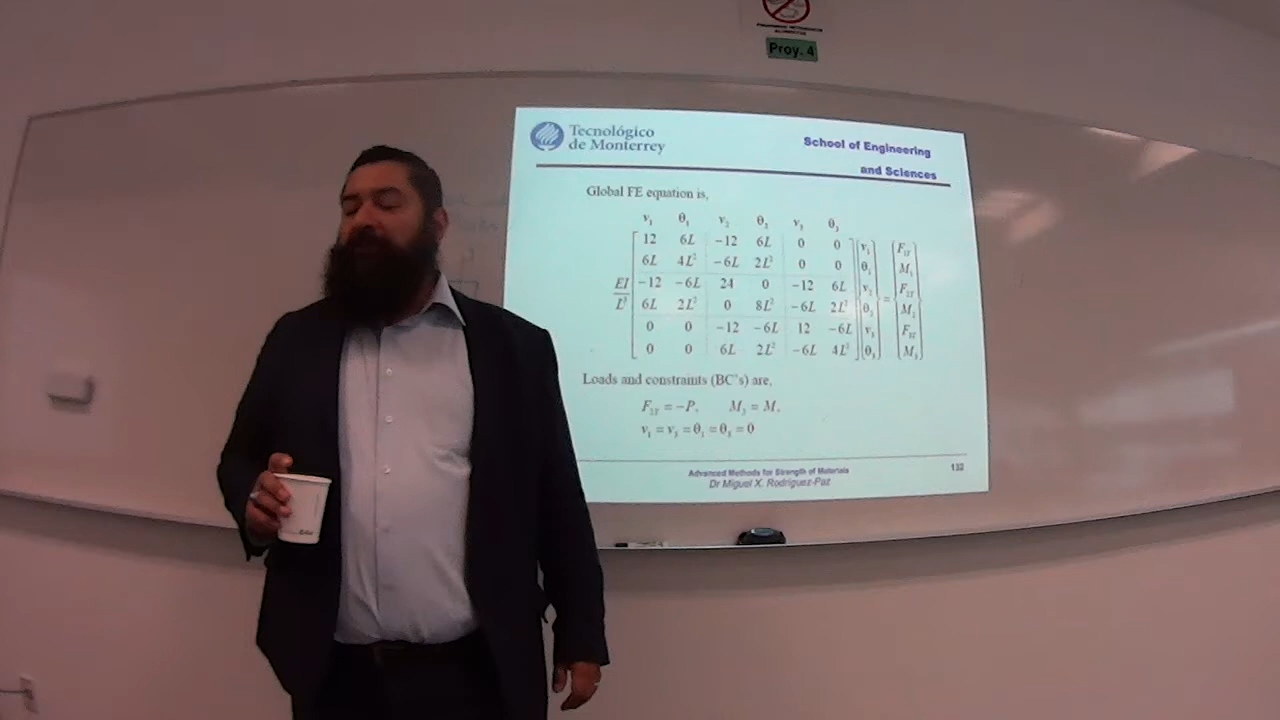 Proy. 4
Tecnológico
de Monterrey
School of Engineering
and Sciences
Global FE equation is,
v₁ θ₁ v₂ θ₂ v₃ θ₃
12 6L −12 6L 0 0 v₁ F₁Y
6L 4L² −6L 2L² 0 0 θ₁ M₁
EI/L³ −12 −6L 24 0 −12 6L v₂ = F₂Y
6L 2L² 0 8L² −6L 2L² θ₂ M₂
0 0 −12 −6L 12 −6L v₃ F₃Y
0 0 6L 2L² −6L 4L² θ₃ M₃
Loads and constraints (BC's) are,
F₂Y = −P, M₂ = M,
v₁ = v₃ = θ₁ = θ₃ = 0
Advanced Methods for Strength of Materials
132
Dr Miguel X. Rodriguez-Paz